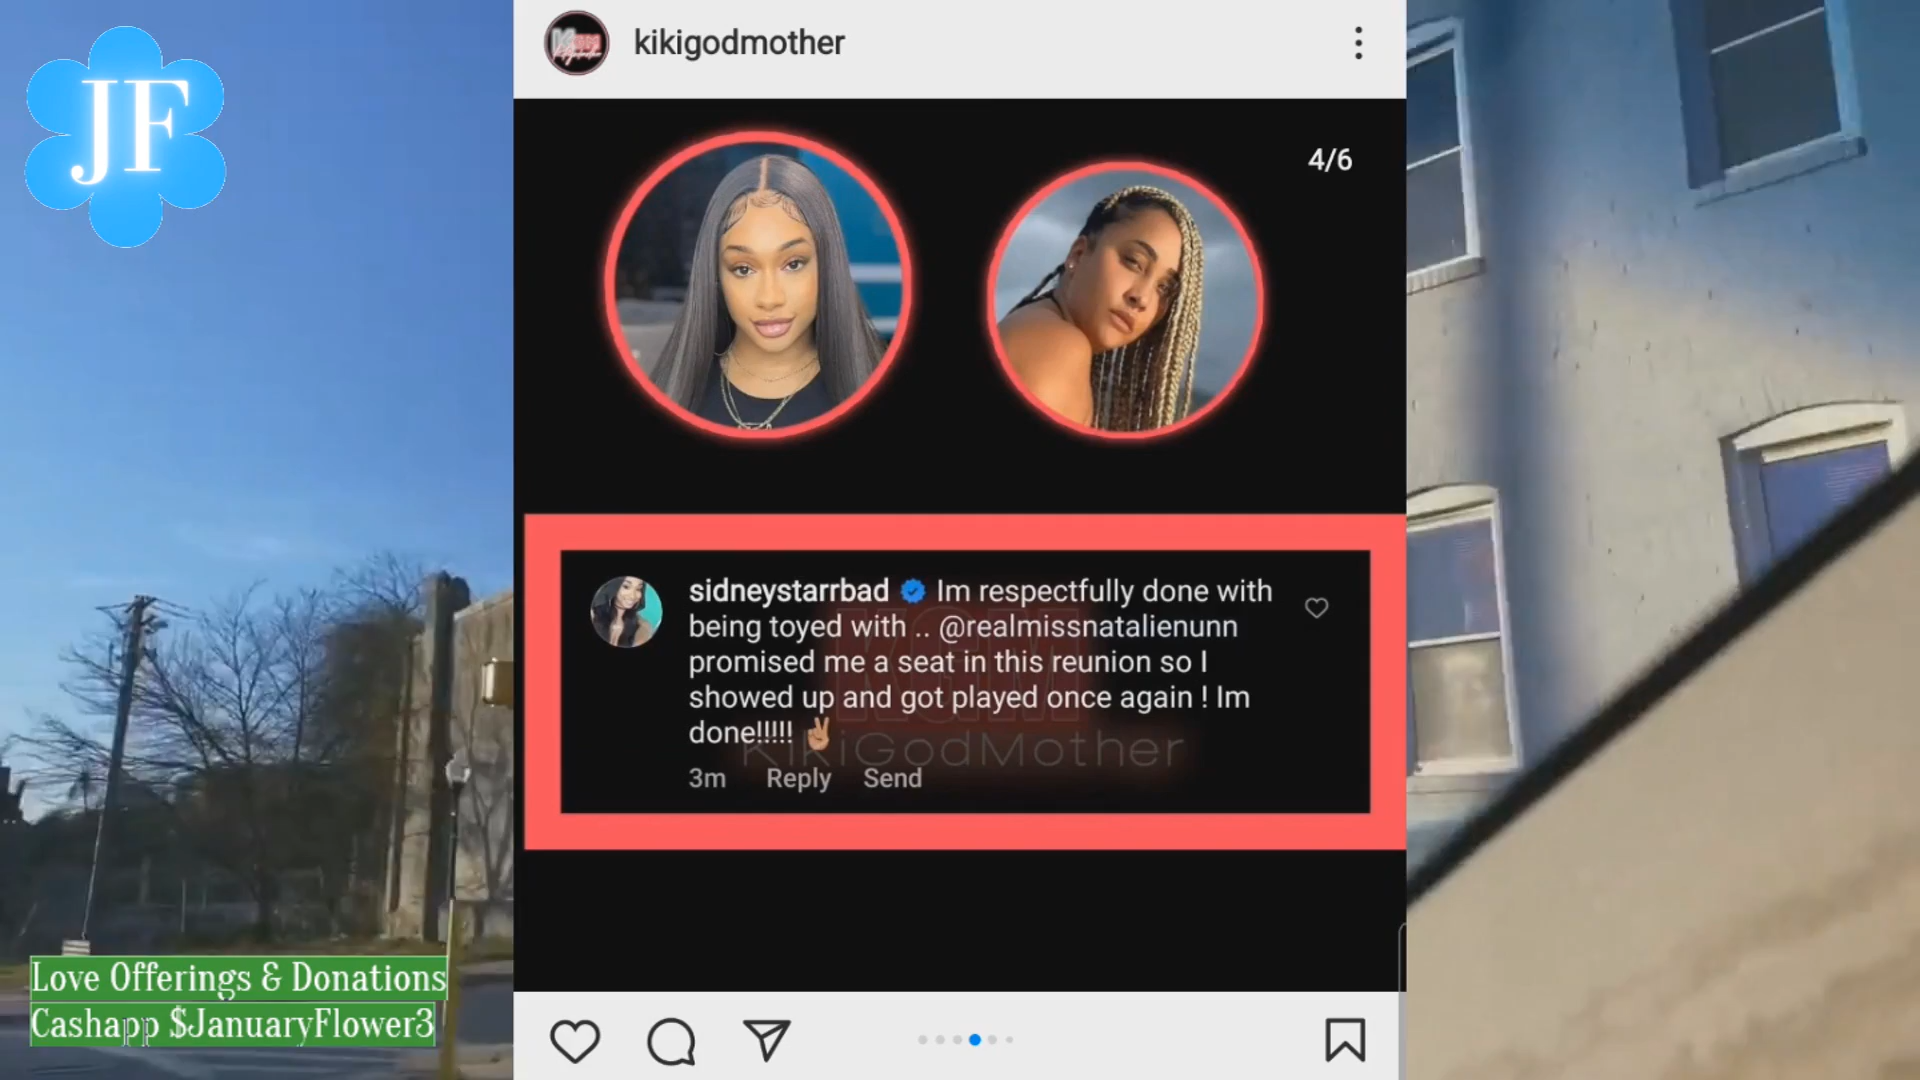 JF
kikigodmother
4/6
sidneystarrbad Im respectfully done with
being toyed with .. @realmissnatalienunn
promised me a seat in this reunion so I
showed up and got played once again ! Im
done!!!!! ✌🏽
KGM
KikiGodMother
3m Reply Send
Love Offerings & Donations
Cashapp $JanuaryFlower3